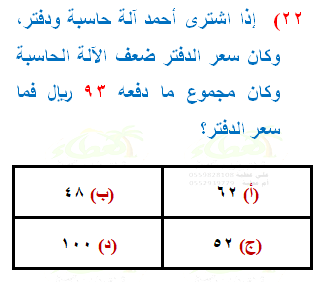 ٢٢) إذا اشترى أحمد آلة حاسبة ودفتر،
وكان سعر الدفتر ضعف الآلة الحاسبة
وكان مجموع ما دفعه ٩٣ ريال فما
سعر الدفتر؟
(أ) ٦٢
(ب) ٤٨
(ج) ٥٢
(د) ١٠٠